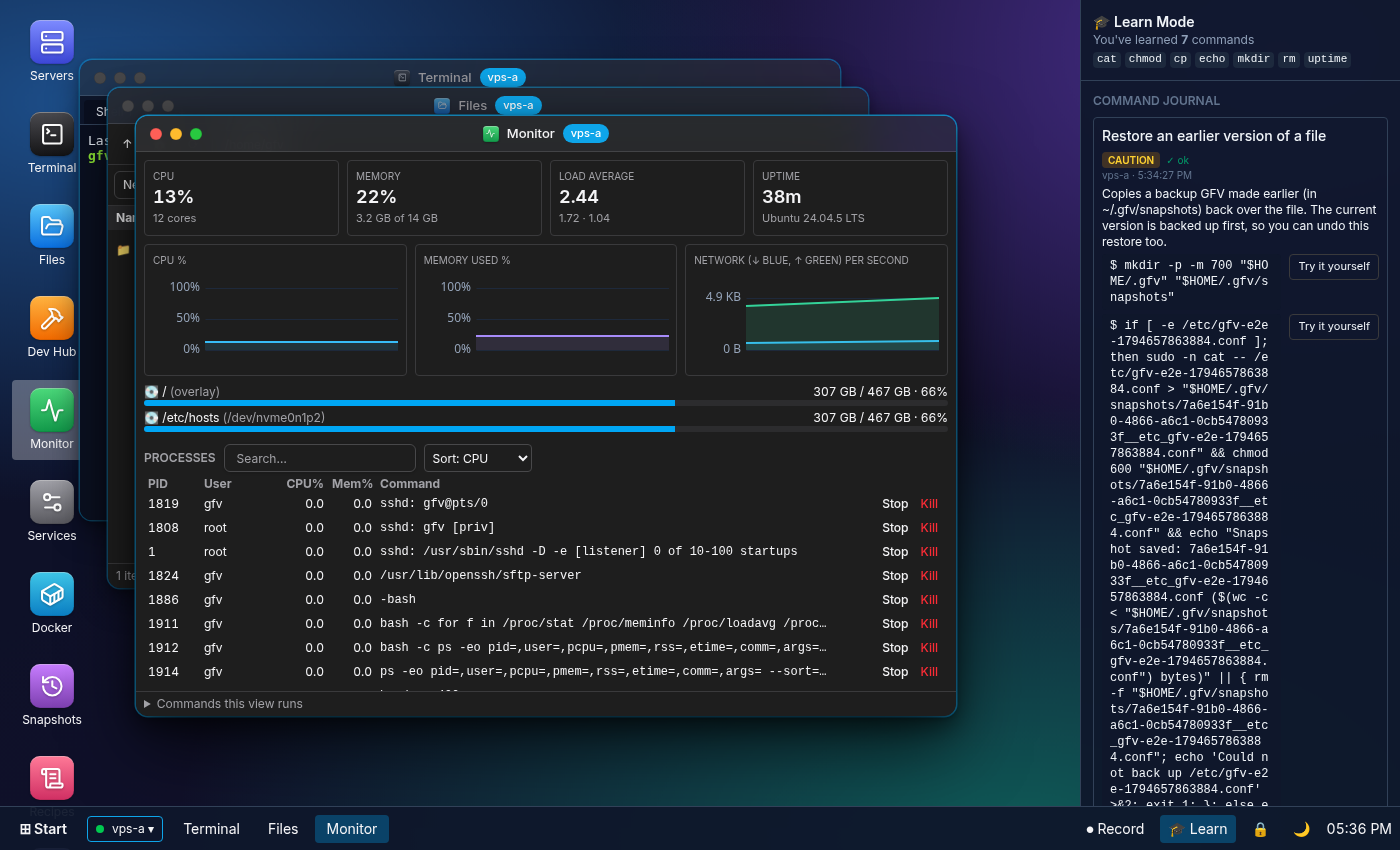 Servers
Terminal
Files
Dev Hub
Monitor
Services
Docker
Snapshots
Recipes
Terminal vps-a
Files vps-a
Monitor vps-a
CPU
13%
12 cores
MEMORY
22%
3.2 GB of 14 GB
LOAD AVERAGE
2.44
1.72 · 1.04
UPTIME
38m
Ubuntu 24.04.5 LTS
CPU %
100%
50%
0%
MEMORY USED %
100%
50%
0%
NETWORK (↓ BLUE, ↑ GREEN) PER SECOND
4.9 KB
0 B
/ (overlay) 307 GB / 467 GB · 66%
/etc/hosts (/dev/nvme0n1p2) 307 GB / 467 GB · 66%
PROCESSES Search... Sort: CPU
PID User CPU% Mem% Command
1819 gfv 0.0 0.0 sshd: gfv@pts/0 Stop Kill
1808 root 0.0 0.0 sshd: gfv [priv] Stop Kill
1 root 0.0 0.0 sshd: /usr/sbin/sshd -D -e [listener] 0 of 10-100 startups Stop Kill
1824 gfv 0.0 0.0 /usr/lib/openssh/sftp-server Stop Kill
1886 gfv 0.0 0.0 -bash Stop Kill
1911 gfv 0.0 0.0 bash -c for f in /proc/stat /proc/meminfo /proc/loadavg /proc… Stop Kill
1912 gfv 0.0 0.0 bash -c ps -eo pid=,user=,pcpu=,pmem=,rss=,etime=,comm=,args=… Stop Kill
1914 gfv 0.0 0.0 ps -eo pid=,user=,pcpu=,pmem=,rss=,etime=,comm=,args= --sort=… Stop Kill
▶ Commands this view runs
🎓 Learn Mode
You've learned 7 commands
cat chmod cp echo mkdir rm uptime
COMMAND JOURNAL
Restore an earlier version of a file
CAUTION ✓ ok
vps-a · 5:34:27 PM
Copies a backup GFV made earlier (in
~/.gfv/snapshots) back over the file. The current
version is backed up first, so you can undo this
restore too.
$ mkdir -p -m 700 "$HO
ME/.gfv" "$HOME/.gfv/s
napshots"
Try it yourself
$ if [ -e /etc/gfv-e2e
-1794657863884.conf ];
then sudo -n cat -- /e
tc/gfv-e2e-17946578638
84.conf > "$HOME/.gfv/
snapshots/7a6e154f-91b
0-4866-a6c1-0cb5478093
3f__etc_gfv-e2e-179465
7863884.conf" && chmod
600 "$HOME/.gfv/snapsh
ots/7a6e154f-91b0-4866
-a6c1-0cb54780933f__et
c_gfv-e2e-179465786388
4.conf" && echo "Snaps
hot saved: 7a6e154f-91
b0-4866-a6c1-0cb547809
33f__etc_gfv-e2e-17946
57863884.conf ($(wc -c
< "$HOME/.gfv/snapshot
s/7a6e154f-91b0-4866-a
6c1-0cb54780933f__etc_
gfv-e2e-1794657863884.
conf") bytes)" || { rm
-f "$HOME/.gfv/snapsho
ts/7a6e154f-91b0-4866-
a6c1-0cb54780933f__etc
_gfv-e2e-179465786388
4.conf"; echo 'Could n
ot back up /etc/gfv-e2
e-1794657863884.conf'
>&2; exit 1; }; else e
Try it yourself
Start vps-a ▾ Terminal Files Monitor ● Record 🎓 Learn 🔒 🌙 05:36 PM